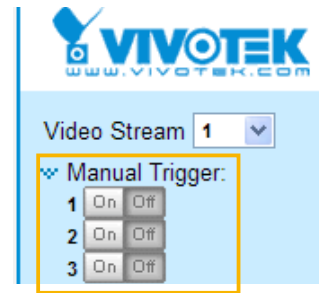 VIVOTEK
www.vivotek.com
Video Stream 1
Manual Trigger:
1 On Off
2 On Off
3 On Off